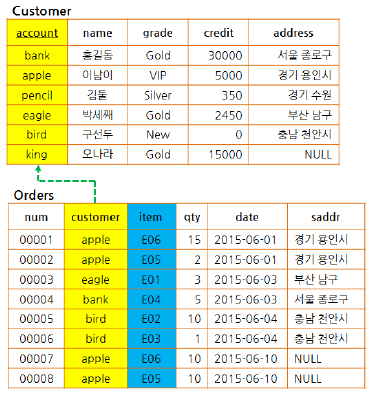 Customer
account name grade credit address
bank 홍길동 Gold 30000 서울 종로구
apple 이남이 VIP 5000 경기 용인시
pencil 김둘 Silver 350 경기 수원
eagle 박세째 Gold 2450 부산 남구
bird 구선두 New 0 충남 천안시
king 오나라 Gold 15000 NULL
Orders
num customer item qty date saddr
00001 apple E06 15 2015-06-01 경기 용인시
00002 apple E05 2 2015-06-01 경기 용인시
00003 eagle E01 3 2015-06-03 부산 남구
00004 bank E04 5 2015-06-03 서울 종로구
00005 bird E02 10 2015-06-04 충남 천안시
00006 bird E03 1 2015-06-04 충남 천안시
00007 apple E06 10 2015-06-10 NULL
00008 apple E05 10 2015-06-10 NULL